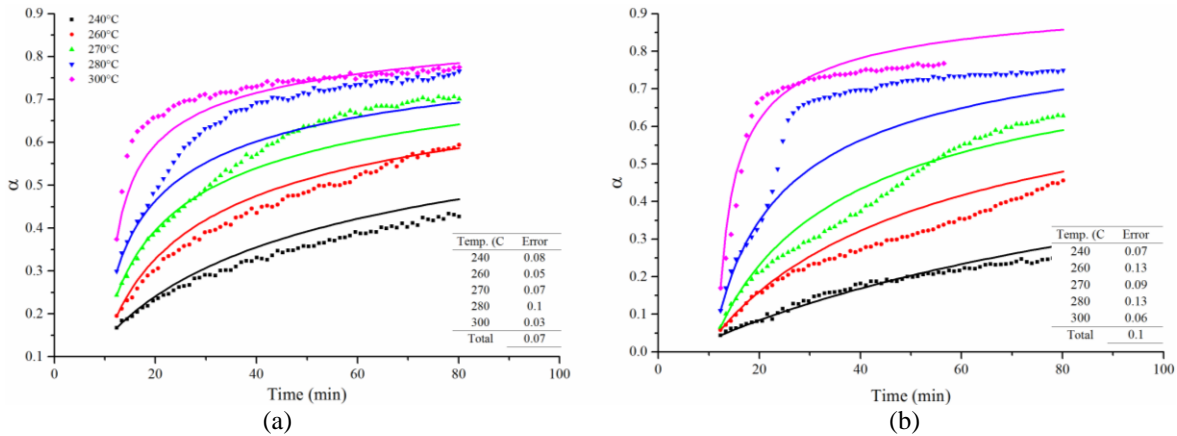 0.9
0.8
0.7
0.6
0.5
0.4
0.3
0.2
0.1
α
240°C
260°C
270°C
280°C
300°C
Temp. (C Error
240 0.08
260 0.05
270 0.07
280 0.1
300 0.03
Total 0.07
0 20 40 60 80 100
Time (min)
(a)
0.9
0.8
0.7
0.6
0.5
0.4
0.3
0.2
0.1
0.0
α
Temp. (C Error
240 0.07
260 0.13
270 0.09
280 0.13
300 0.06
Total 0.1
0 20 40 60 80 100
Time (min)
(b)